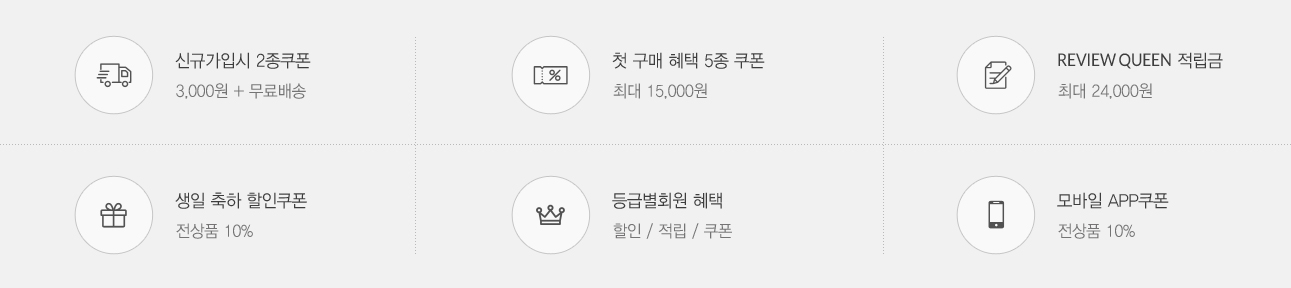 신규가입시 2종쿠폰
3,000원 + 무료배송
첫 구매 혜택 5종 쿠폰
최대 15,000원
REVIEW QUEEN 적립금
최대 24,000원
생일 축하 할인쿠폰
전상품 10%
등급별회원 혜택
할인 / 적립 / 쿠폰
모바일 APP쿠폰
전상품 10%